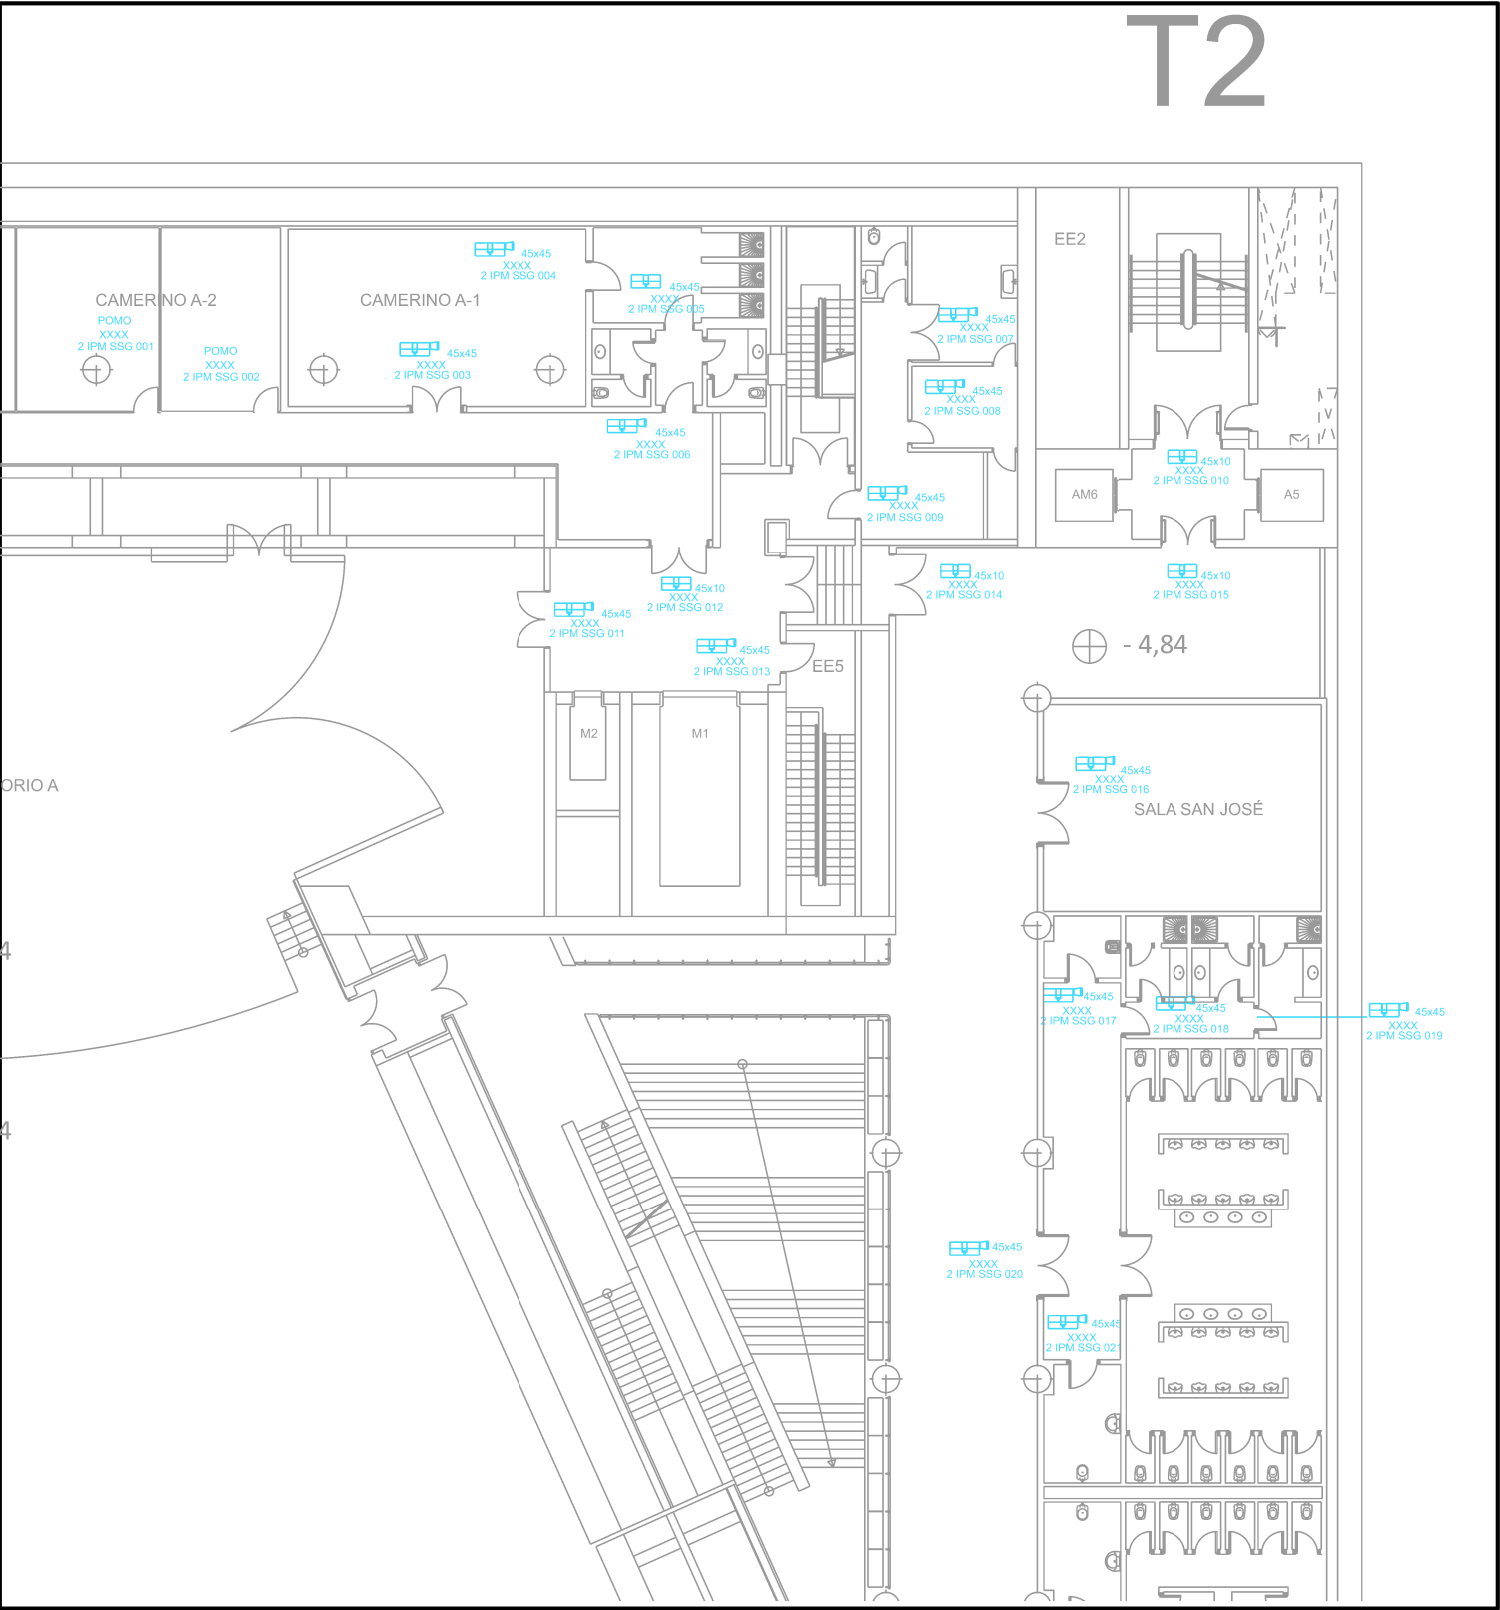 T2
EE2
45x45
XXXX
2 IPM SSG 004
45x45
XXXX
2 IPM SSG 005
CAMERINO A-2
CAMERINO A-1
POMO
XXXX
2 IPM SSG 001
POMO
XXXX
2 IPM SSG 002
45x45
XXXX
2 IPM SSG 003
45x45
XXXX
2 IPM SSG 007
45x45
XXXX
2 IPM SSG 008
45x45
XXXX
2 IPM SSG 006
45x10
XXXX
2 IPM SSG 010
AM6
A5
45x45
XXXX
2 IPM SSG 009
45x10
XXXX
2 IPM SSG 012
45x10
XXXX
2 IPM SSG 014
45x10
XXXX
2 IPM SSG 015
45x45
XXXX
2 IPM SSG 011
45x45
XXXX
2 IPM SSG 013
EE5
- 4,84
M2
M1
ORIO A
45x45
XXXX
2 IPM SSG 016
SALA SAN JOSÉ
4
45x45
XXXX
2 IPM SSG 017
45x45
XXXX
2 IPM SSG 018
45x45
XXXX
2 IPM SSG 019
4
45x45
XXXX
2 IPM SSG 020
45x45
XXXX
2 IPM SSG 021